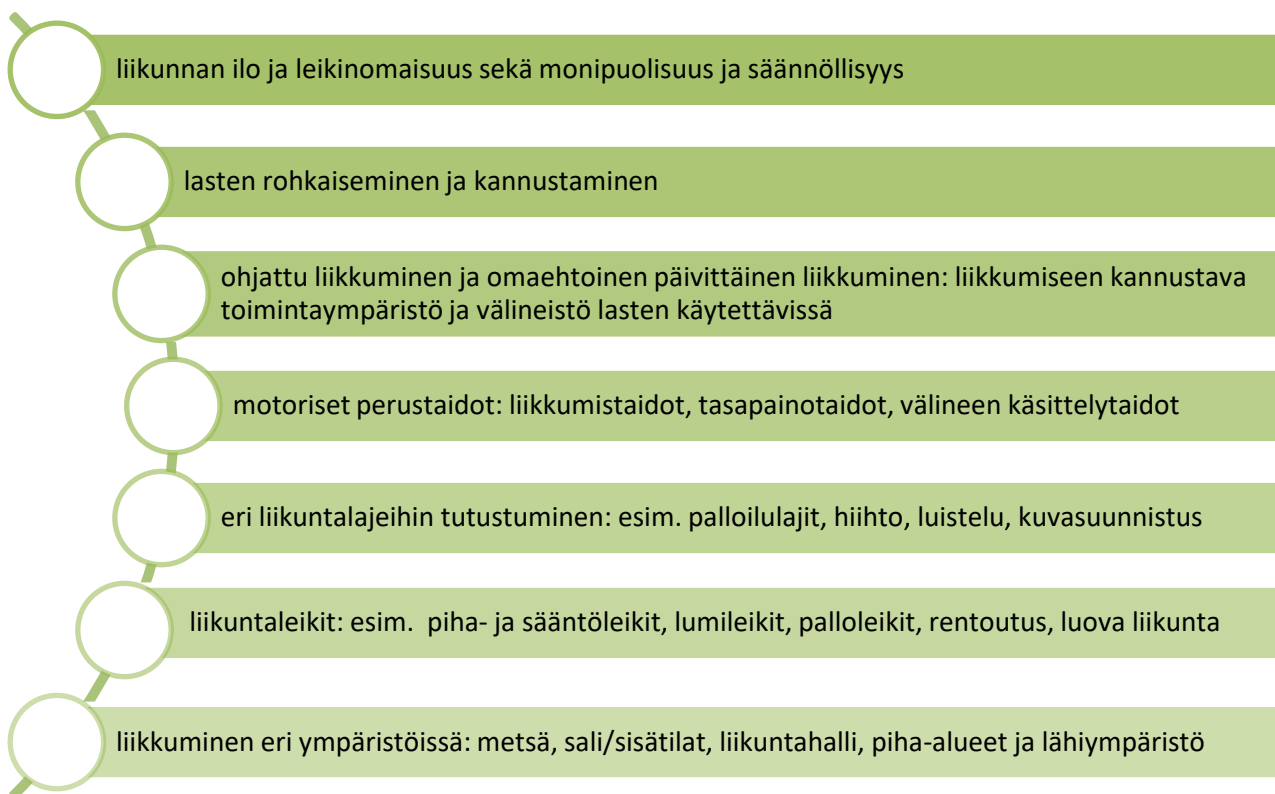 liikunnan ilo ja leikinomaisuus sekä monipuolisuus ja säännöllisyys
lasten rohkaiseminen ja kannustaminen
ohjattu liikkuminen ja omaehtoinen päivittäinen liikkuminen: liikkumiseen kannustava
toimintaympäristö ja välineistö lasten käytettävissä
motoriset perustaidot: liikkumistaidot, tasapainotaidot, välineen käsittelytaidot
eri liikuntalajeihin tutustuminen: esim. palloilulajit, hiihto, luistelu, kuvasuunnistus
liikuntaleikit: esim.  piha- ja sääntöleikit, lumileikit, palloleikit, rentoutus, luova liikunta
liikkuminen eri ympäristöissä: metsä, sali/sisätilat, liikuntahalli, piha-alueet ja lähiympäristö